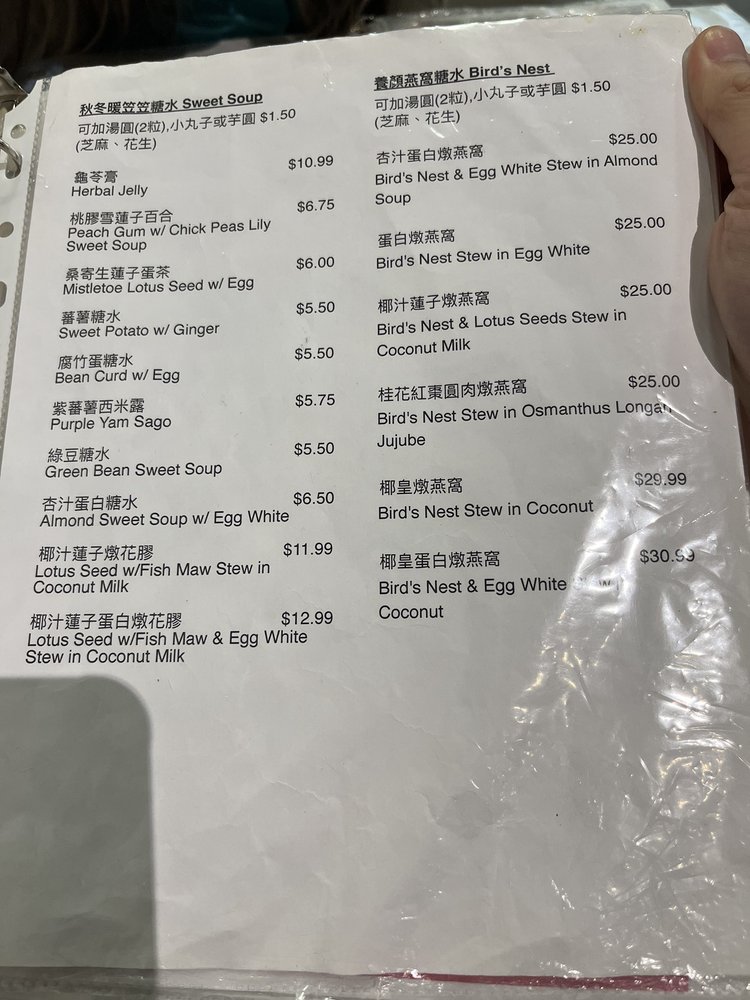 秋冬暖笠笠糖水 Sweet Soup
可加湯圓(2粒),小丸子或芋圓 $1.50
(芝麻、花生)
龜苓膏 $10.99
Herbal Jelly
桃膠雪蓮子百合 $6.75
Peach Gum w/ Chick Peas Lily
Sweet Soup
桑寄生蓮子蛋茶 $6.00
Mistletoe Lotus Seed w/ Egg
蕃薯糖水 $5.50
Sweet Potato w/ Ginger
腐竹蛋糖水 $5.50
Bean Curd w/ Egg
紫蕃薯西米露 $5.75
Purple Yam Sago
綠豆糖水 $5.50
Green Bean Sweet Soup
杏汁蛋白糖水 $6.50
Almond Sweet Soup w/ Egg White
椰汁蓮子燉花膠 $11.99
Lotus Seed w/Fish Maw Stew in
Coconut Milk
椰汁蓮子蛋白燉花膠 $12.99
Lotus Seed w/Fish Maw & Egg White
Stew in Coconut Milk
養顏燕窩糖水 Bird's Nest
可加湯圓(2粒),小丸子或芋圓 $1.50
(芝麻、花生)
杏汁蛋白燉燕窩 $25.00
Bird's Nest & Egg White Stew in Almond
Soup
蛋白燉燕窩 $25.00
Bird's Nest Stew in Egg White
椰汁蓮子燉燕窩 $25.00
Bird's Nest & Lotus Seeds Stew in
Coconut Milk
桂花紅棗圓肉燉燕窩 $25.00
Bird's Nest Stew in Osmanthus Longan
Jujube
椰皇燉燕窩 $29.99
Bird's Nest Stew in Coconut
椰皇蛋白燉燕窩 $30.99
Bird's Nest & Egg White
Coconut